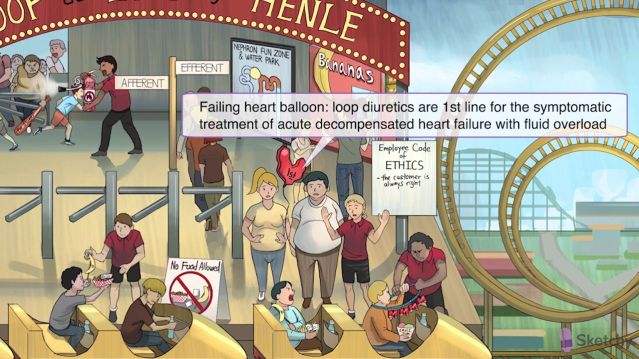 OOP
HENLE
AFFERENT
EFFERENT
NEPHRON FUN ZONE
& WATER PARK
Bananas
Failing heart balloon: loop diuretics are 1st line for the symptomatic
treatment of acute decompensated heart failure with fluid overload
1st
Employee Code
of
ETHICS
- the customer is
always right
No Food Allowed
Sketchy